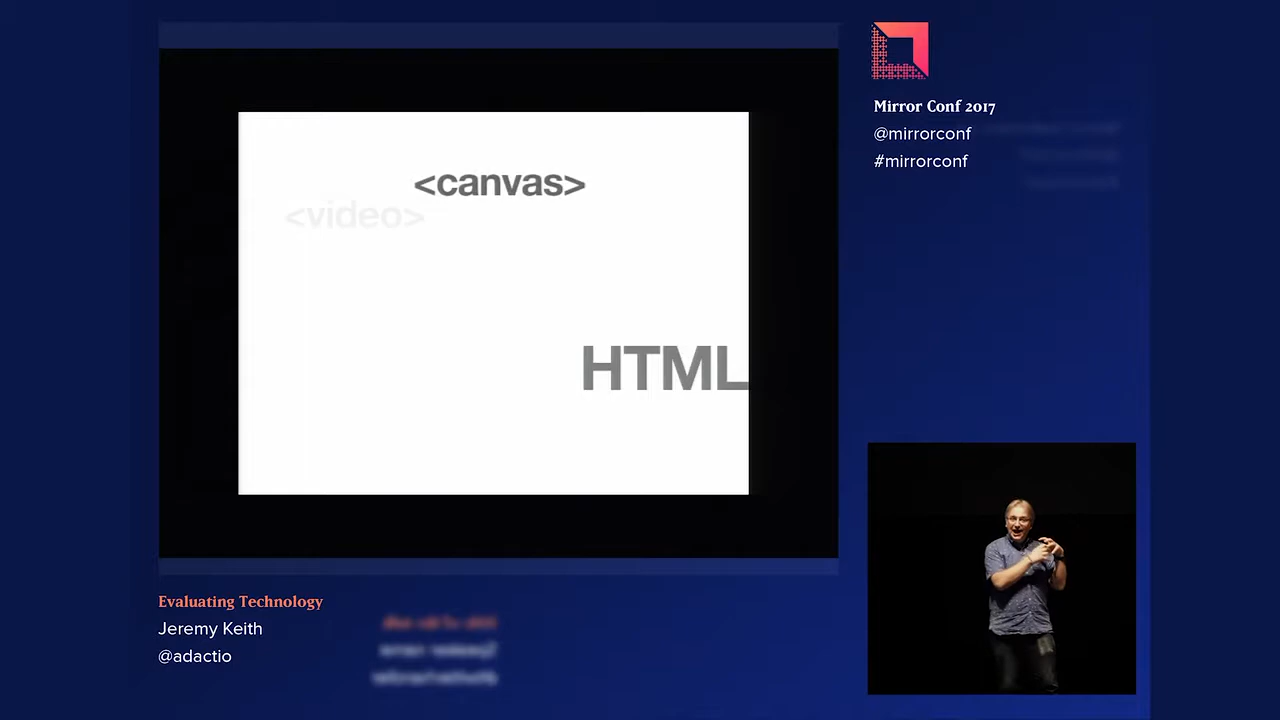 <canvas>
<video>
HTML
Mirror Conf 2017
@mirrorconf
#mirrorconf
Evaluating Technology
Jeremy Keith
@adactio